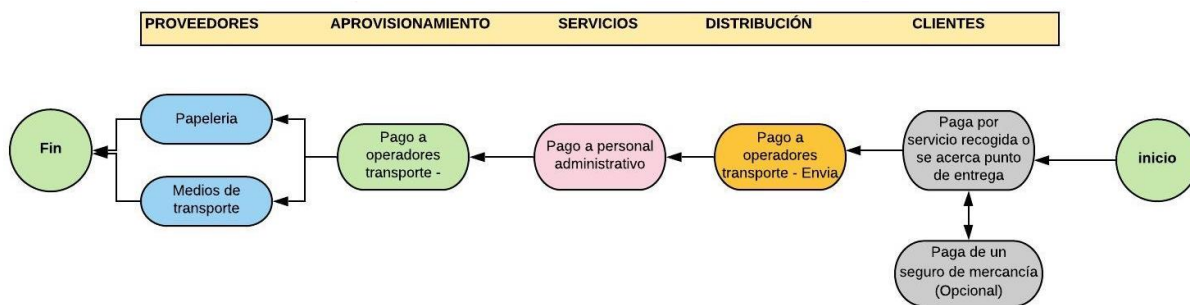 PROVEEDORES APROVISIONAMIENTO SERVICIOS DISTRIBUCIÓN CLIENTES
Fin
Papeleria
Medios de
transporte
Pago a
operadores
transporte -
Pago a personal
administrativo
Pago a
operadores
transporte - Envia
Paga por
servicio recogida o
se acerca punto
de entrega
inicio
Paga de un
seguro de mercancía
(Opcional)